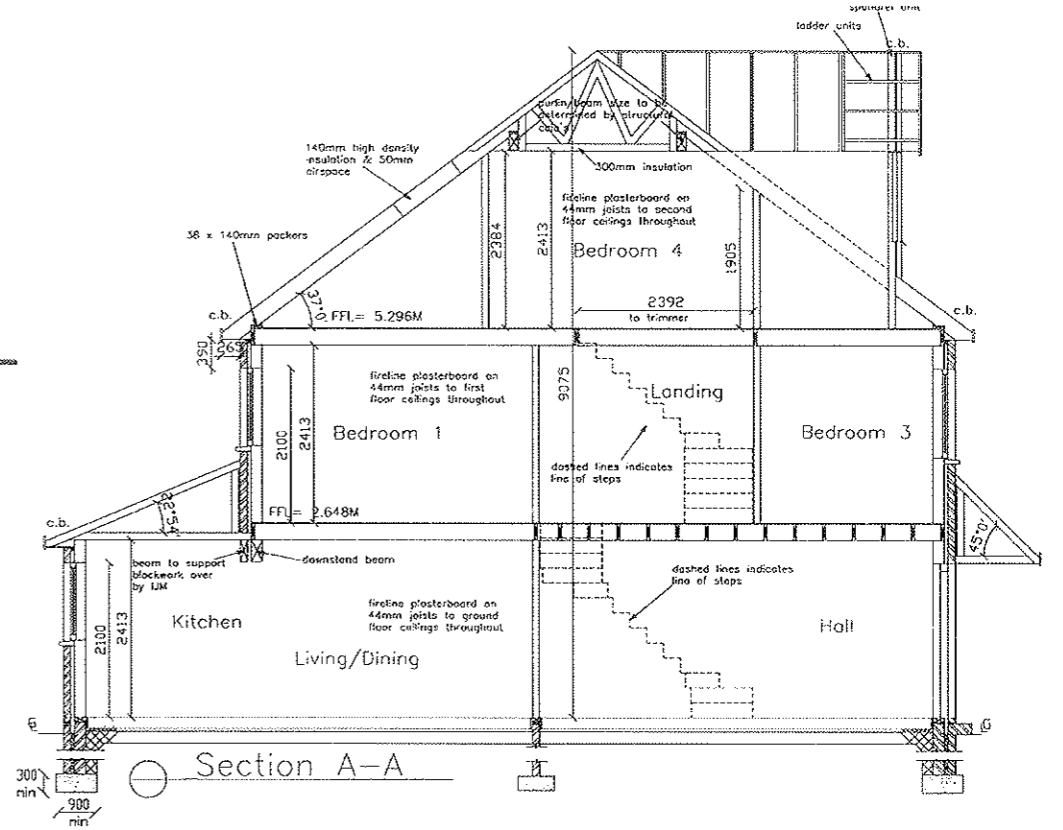 ladder units
c.b.
purlin/beam size to be
determined by structural
calc's
140mm high density
insulation & 50mm
airspace
300mm insulation
fireline plasterboard on
44mm joists to second
floor ceilings throughout
38 x 140mm packers
2384
2413
Bedroom 4
1905
2392
to trimmer
c.b.
37°0'
FFL= 5.296M
c.b.
390
265
fireline plasterboard on
44mm joists to first
floor ceilings throughout
9075
Landing
2100
2413
Bedroom 1
Bedroom 3
dashed lines indicates
line of steps
FFL= 2.648M
c.b.
22°54'
45°0'
beam to support
blockwork over
by IJM
downstand beam
dashed lines indicates
line of steps
fireline plasterboard on
44mm joists to ground
floor ceilings throughout
2100
2413
Kitchen
Hall
Living/Dining
Section A-A
300
min
900
min